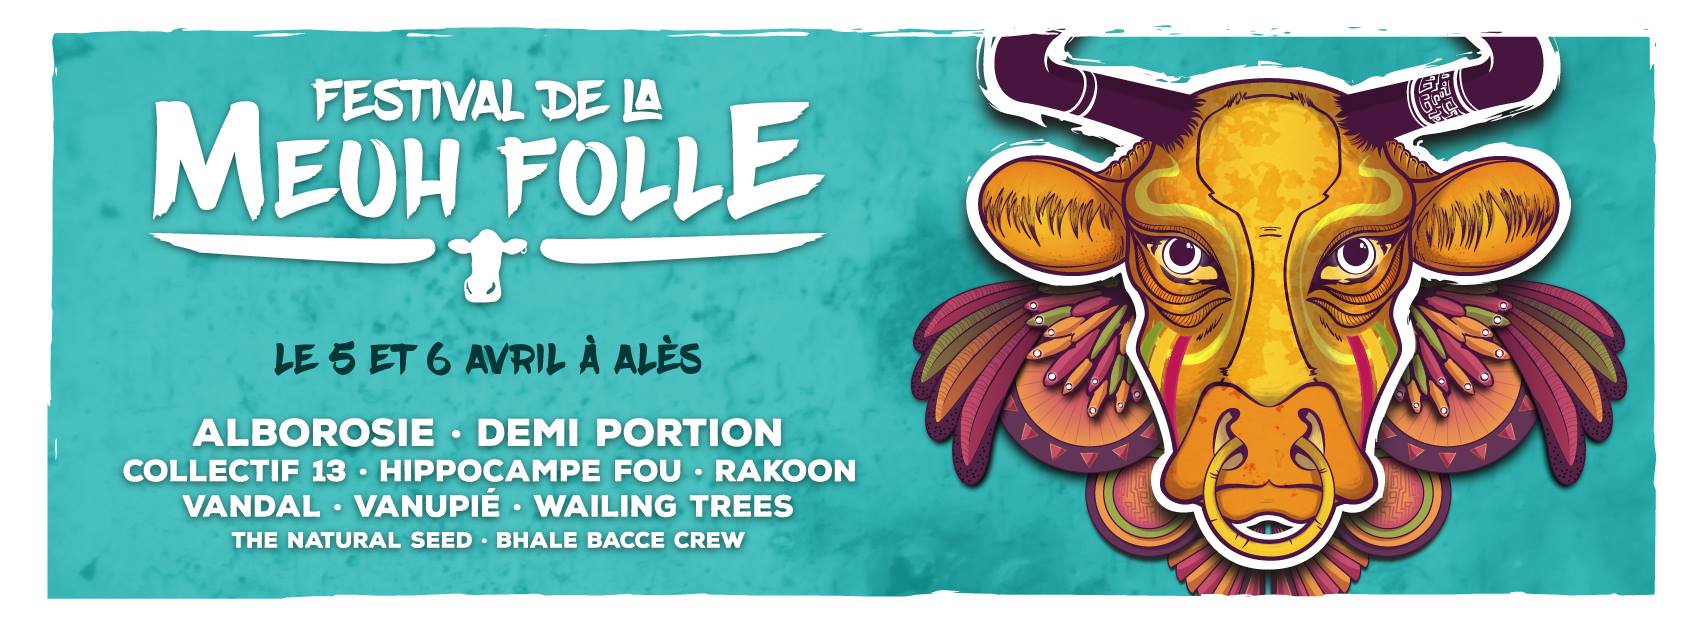 FESTIVAL DE LA
MEUH FOLLE
LE 5 ET 6 AVRIL À ALÈS
ALBOROSIE · DEMI PORTION
COLLECTIF 13 · HIPPOCAMPE FOU · RAKOON
VANDAL · VANUPIÉ · WAILING TREES
THE NATURAL SEED · BHALE BACCE CREW